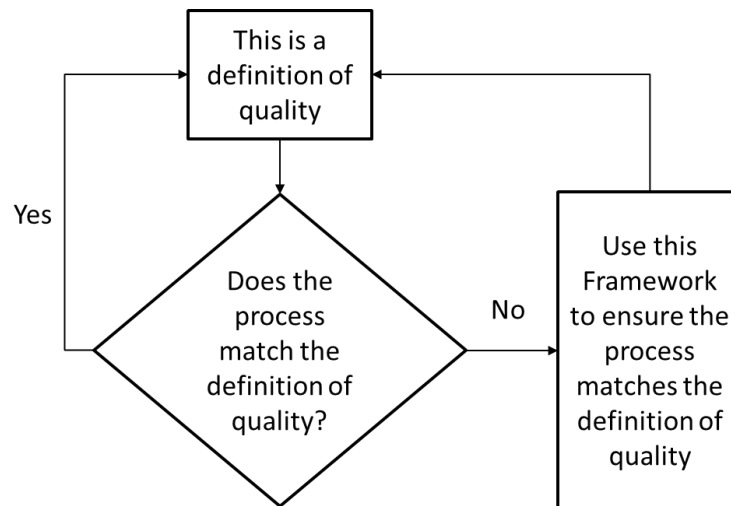 This is a
definition of
quality
Yes
Does the
process
match the
definition of
quality?
No
Use this
Framework
to ensure the
process
matches the
definition of
quality